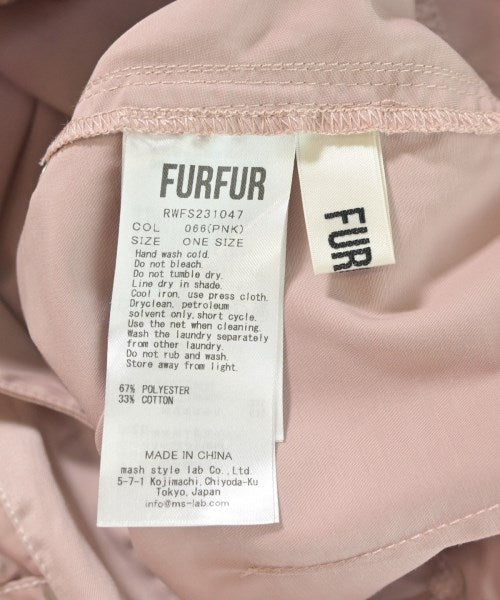 FURFUR
RWFS231047
COL 066(PNK)
SIZE ONE SIZE
Hand wash cold.
Do not bleach.
Do not tumble dry.
Line dry in shade.
Cool iron, use press cloth.
Dryclean, petroleum
solvent only, short cycle.
Use the net when cleaning.
Wash the laundry separately
from other laundry.
Do not rub and wash.
Store away from light.
67% POLYESTER
33% COTTON
MADE IN CHINA
mash style lab Co., Ltd.
5-7-1 Kojimachi, Chiyoda-Ku
Tokyo, Japan
info@ms-lab.com
FUR